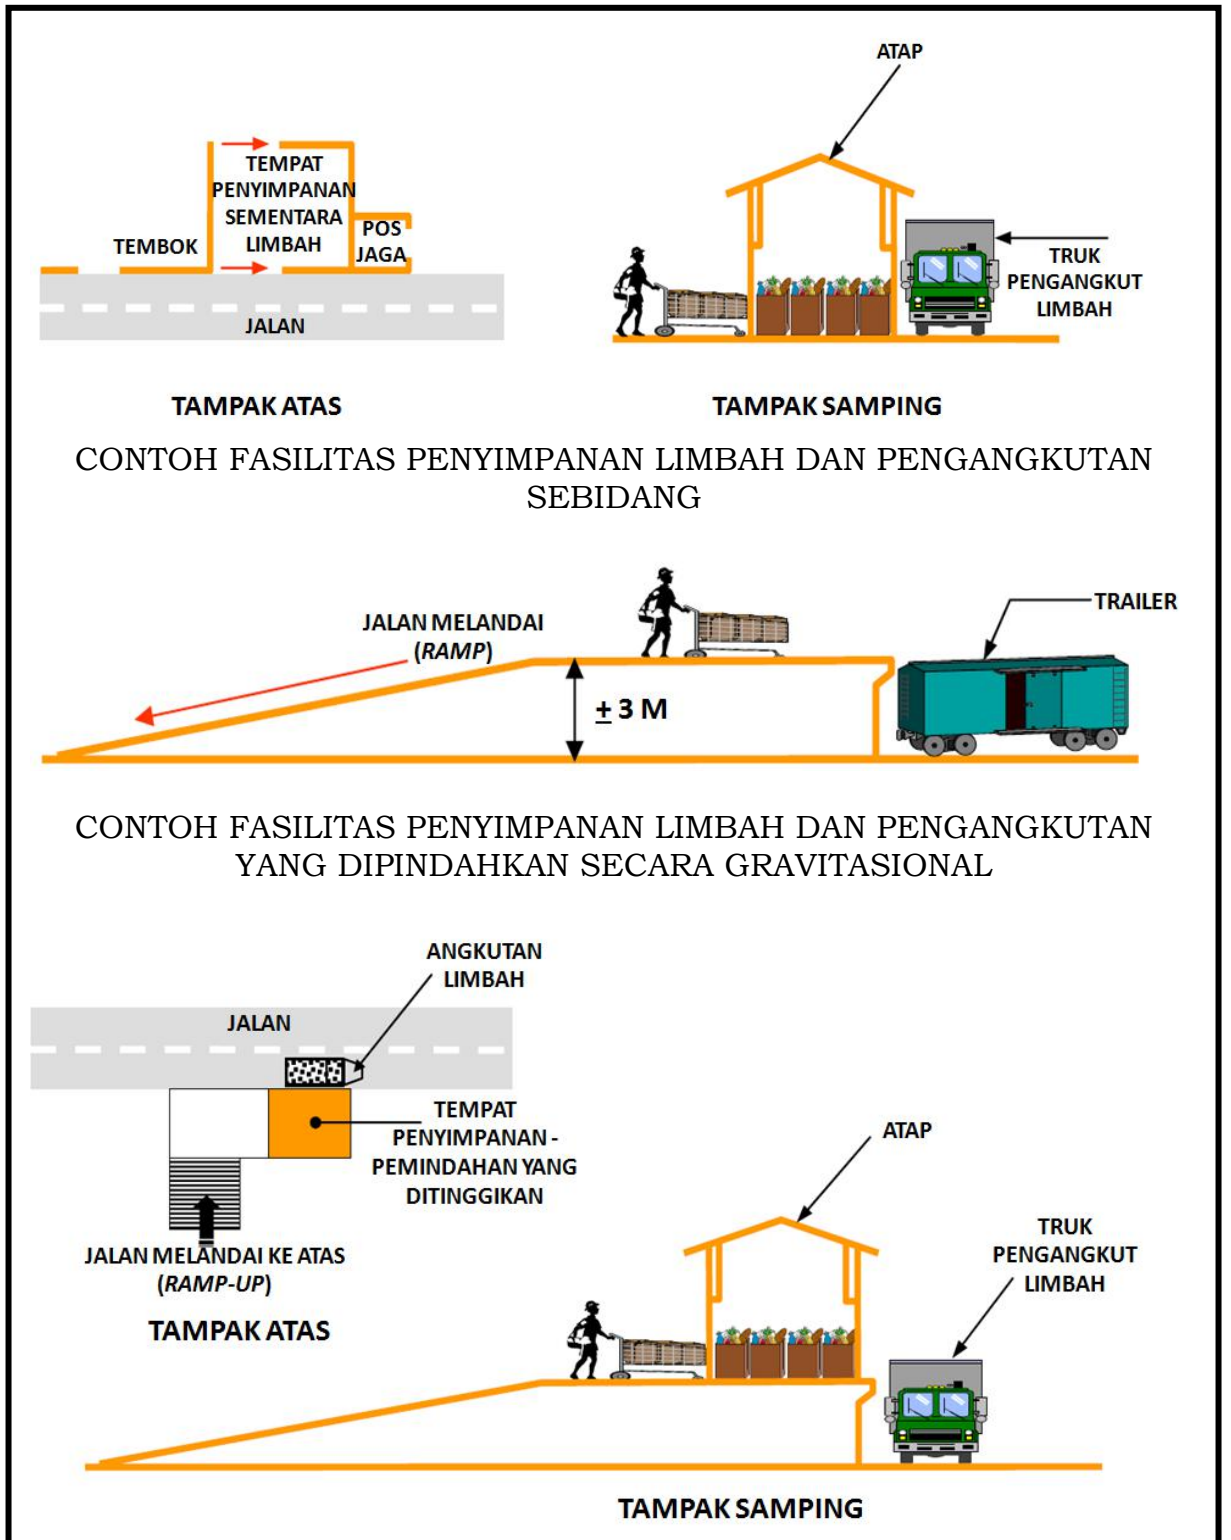 ATAP
TEMPAT
PENYIMPANAN
SEMENTARA
LIMBAH
TEMBOK
POS
JAGA
JALAN
TRUK
PENGANGKUT
LIMBAH
TAMPAK ATAS
TAMPAK SAMPING
CONTOH FASILITAS PENYIMPANAN LIMBAH DAN PENGANGKUTAN
SEBIDANG
JALAN MELANDAI
(RAMP)
± 3 M
TRAILER
CONTOH FASILITAS PENYIMPANAN LIMBAH DAN PENGANGKUTAN
YANG DIPINDAHKAN SECARA GRAVITASIONAL
ANGKUTAN
LIMBAH
JALAN
TEMPAT
PENYIMPANAN -
PEMINDAHAN YANG
DITINGGIKAN
JALAN MELANDAI KE ATAS
(RAMP-UP)
TAMPAK ATAS
ATAP
TRUK
PENGANGKUT
LIMBAH
TAMPAK SAMPING